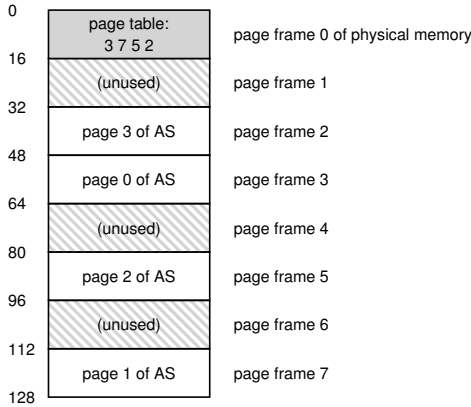 0
page table:
3 7 5 2
page frame 0 of physical memory
16
(unused)
page frame 1
32
page 3 of AS
page frame 2
48
page 0 of AS
page frame 3
64
(unused)
page frame 4
80
page 2 of AS
page frame 5
96
(unused)
page frame 6
112
page 1 of AS
page frame 7
128